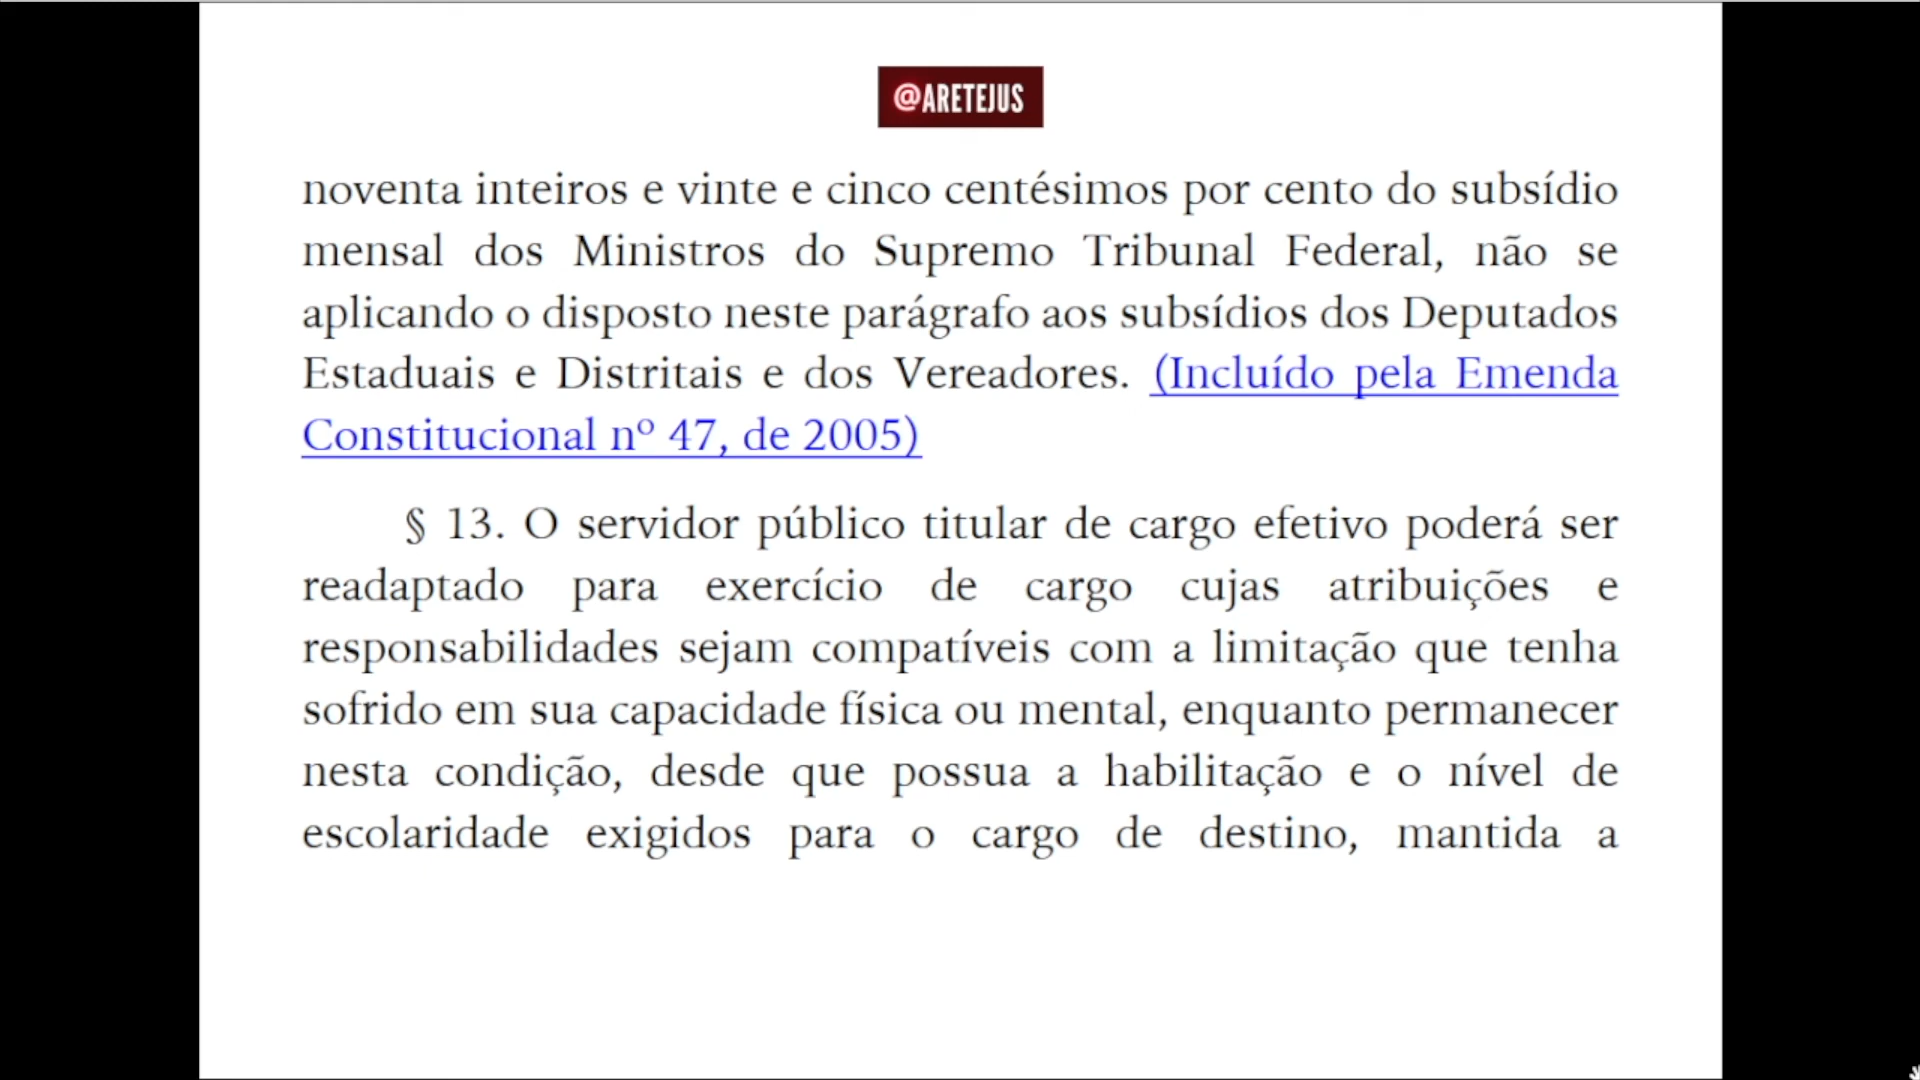 @ARETEJUS
noventa inteiros e vinte e cinco centésimos por cento do subsídio
mensal dos Ministros do Supremo Tribunal Federal, não se
aplicando o disposto neste parágrafo aos subsídios dos Deputados
Estaduais e Distritais e dos Vereadores. (Incluído pela Emenda
Constitucional nº 47, de 2005)
§ 13. O servidor público titular de cargo efetivo poderá ser
readaptado para exercício de cargo cujas atribuições e
responsabilidades sejam compatíveis com a limitação que tenha
sofrido em sua capacidade física ou mental, enquanto permanecer
nesta condição, desde que possua a habilitação e o nível de
escolaridade exigidos para o cargo de destino, mantida a